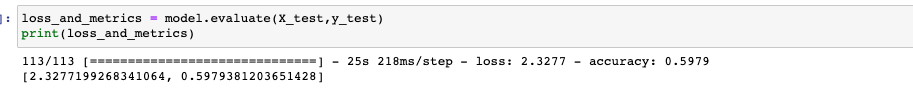 ]: loss_and_metrics = model.evaluate(X_test,y_test)
print(loss_and_metrics)
113/113 [==============================] - 25s 218ms/step - loss: 2.3277 - accuracy: 0.5979
[2.3277199268341064, 0.5979381203651428]